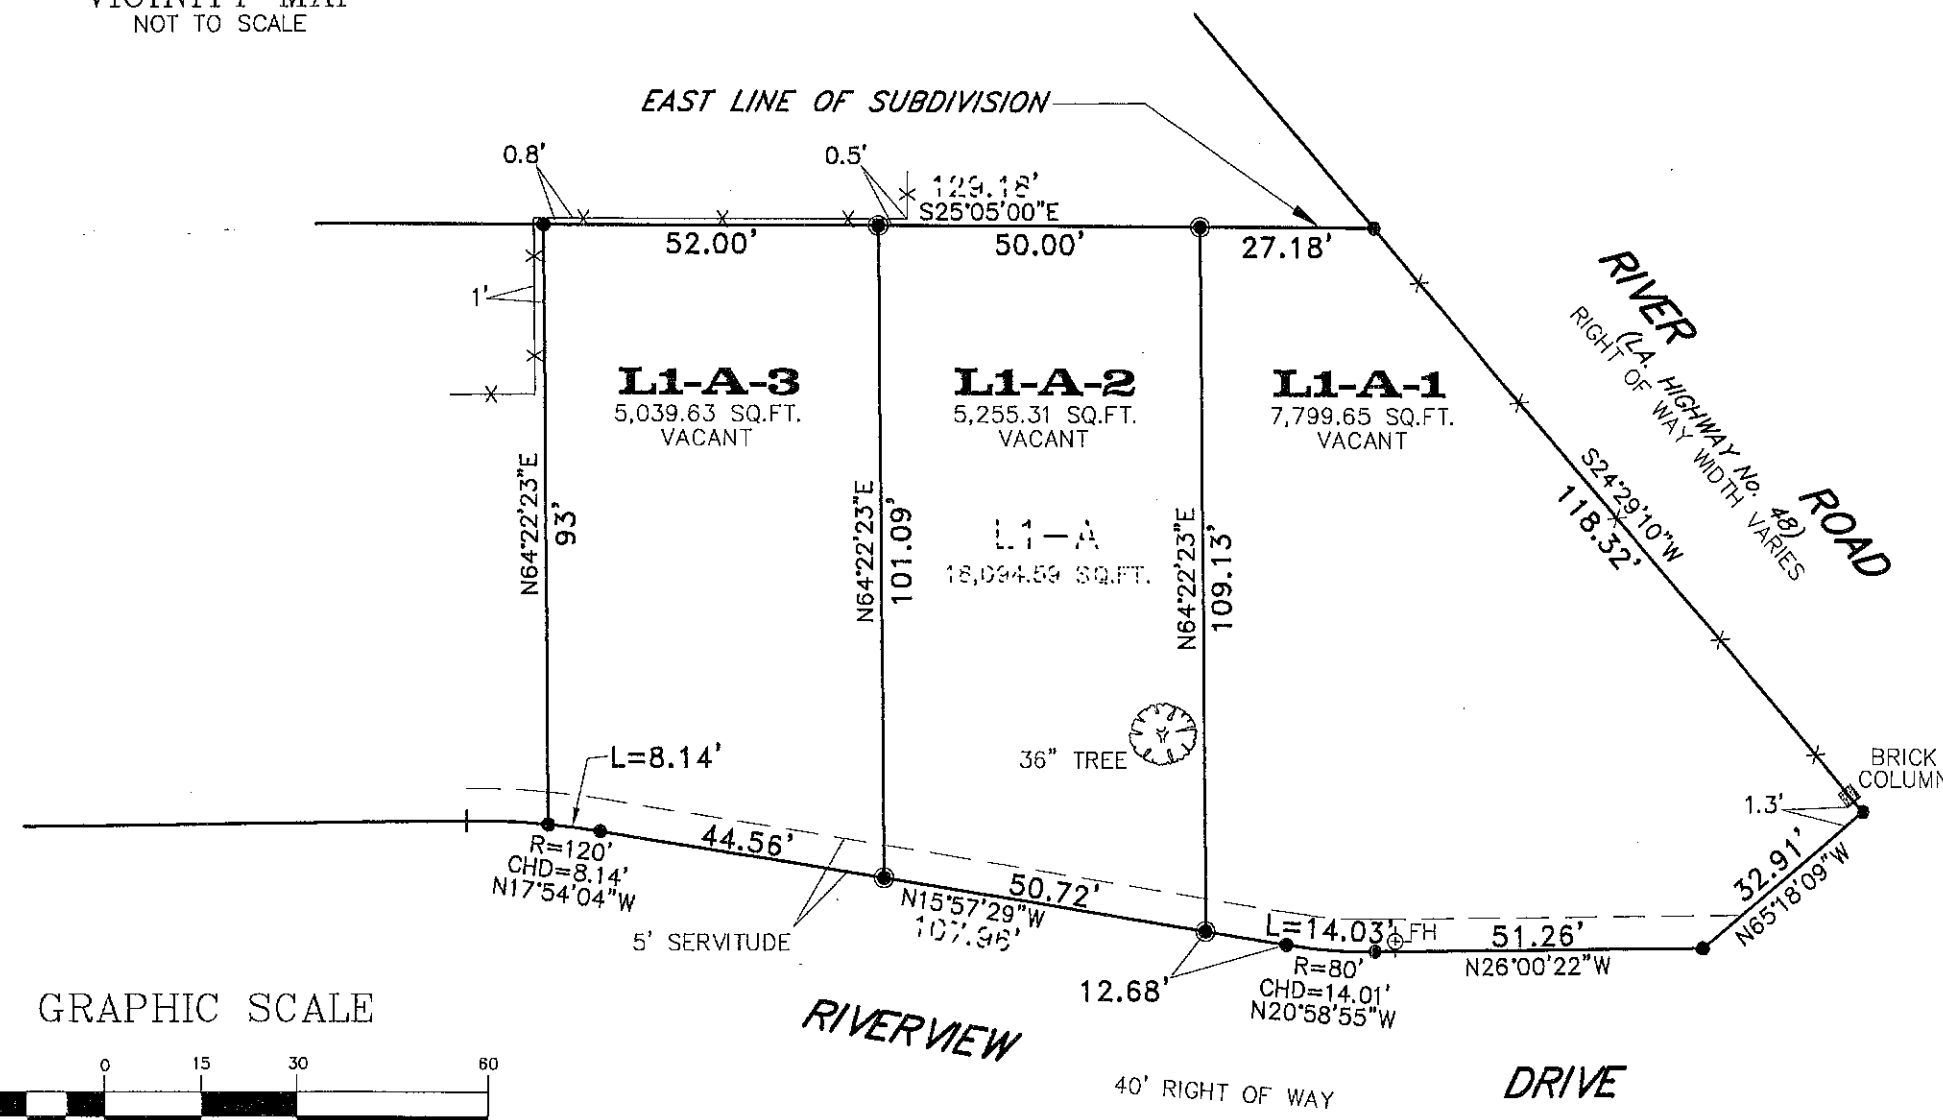 VICINITY MAP
NOT TO SCALE
EAST LINE OF SUBDIVISION
0.8'
0.5'
129.18'
S25°05'00"E
52.00'
50.00'
27.18'
1'
RIVER ROAD
(LA. HIGHWAY No. 48)
RIGHT OF WAY WIDTH VARIES
L1-A-3
5,039.63 SQ.FT.
VACANT
L1-A-2
5,255.31 SQ.FT.
VACANT
L1-A-1
7,799.65 SQ.FT.
VACANT
S24°29'10"W
118.32'
N64°22'23"E
93'
N64°22'23"E
101.09'
L1-A
18,094.59 SQ.FT.
N64°22'23"E
109.13'
36" TREE
BRICK
COLUMN
1.3'
L=8.14'
44.56'
R=120'
CHD=8.14'
N17°54'04"W
50.72'
N15°57'29"W
107.96'
32.91'
N65°18'09"W
5' SERVITUDE
L=14.03'
FH
51.26'
N26°00'22"W
R=80'
CHD=14.01'
N20°58'55"W
12.68'
GRAPHIC SCALE
0 15 30 60
RIVERVIEW DRIVE
40' RIGHT OF WAY